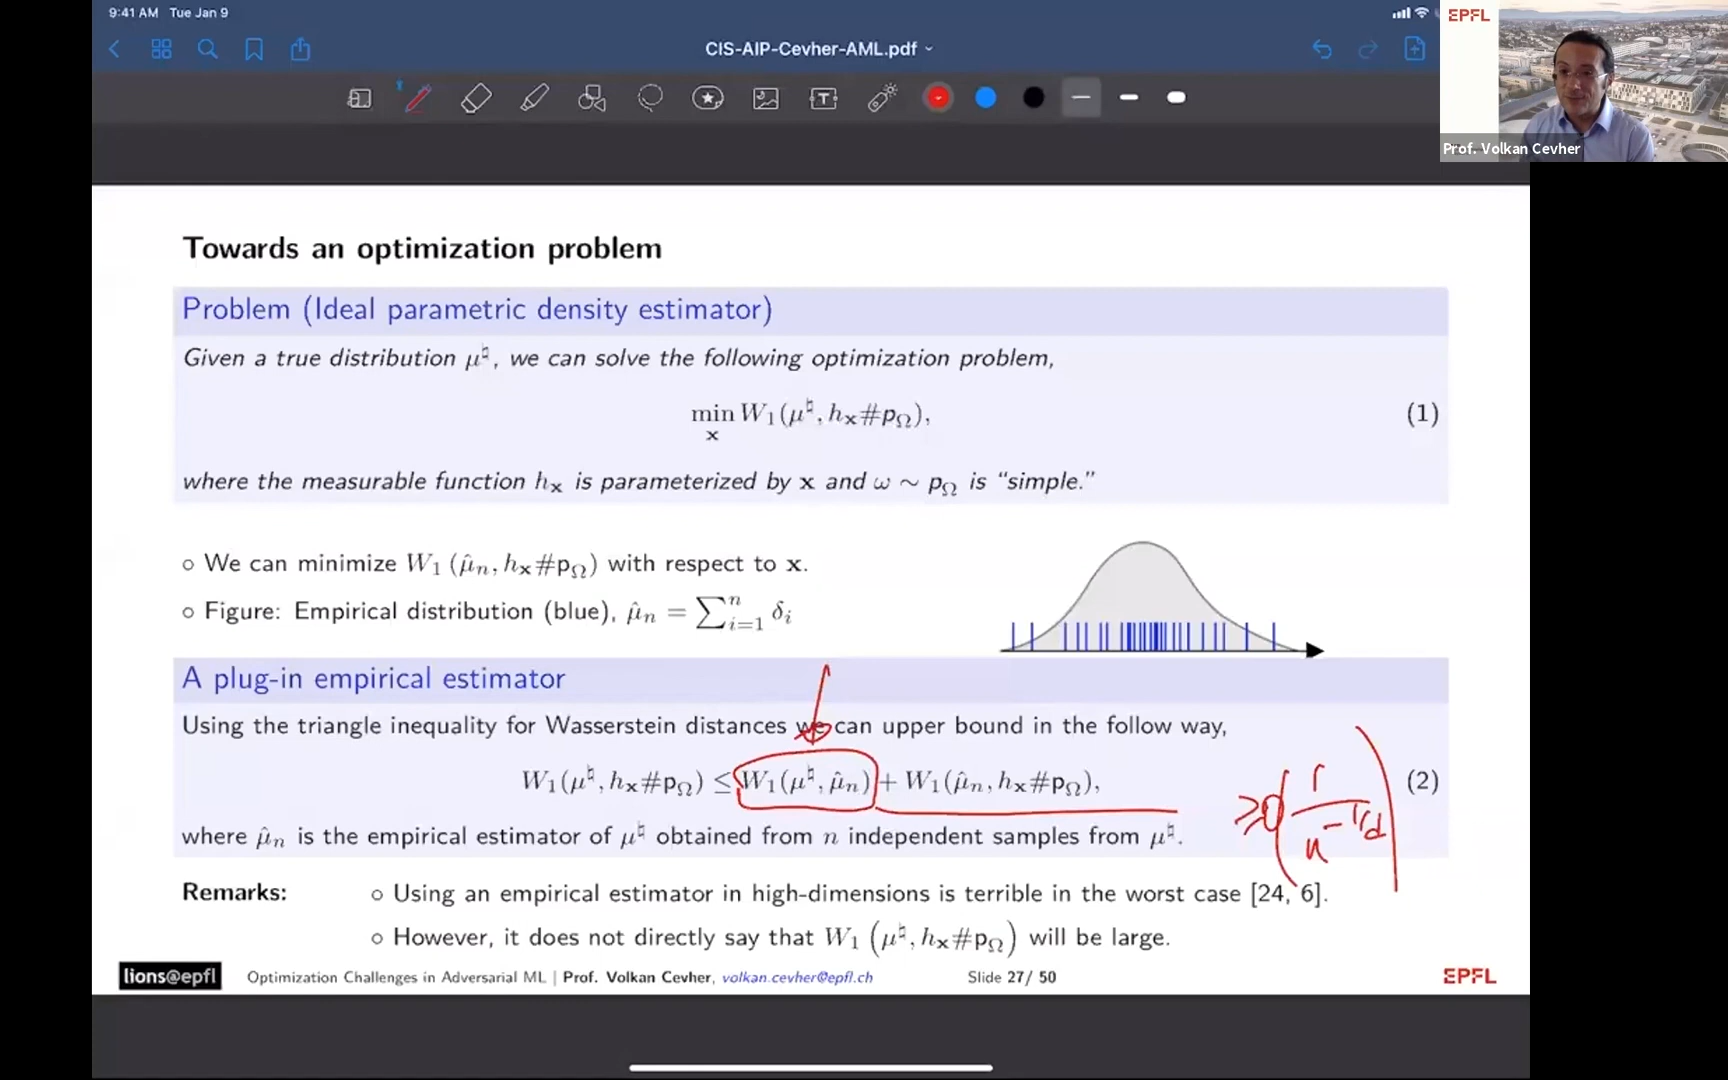 9:41 AM Tue Jan 9
CIS-AIP-Cevher-AML.pdf
EPFL
Prof. Volkan Cevher
Towards an optimization problem
Problem (Ideal parametric density estimator)
Given a true distribution μ^♮, we can solve the following optimization problem,
min_x W₁(μ^♮, h_x#p_Ω), (1)
where the measurable function h_x is parameterized by x and ω ∼ p_Ω is “simple.”
○ We can minimize W₁ (μ̂_n, h_x#p_Ω) with respect to x.
○ Figure: Empirical distribution (blue), μ̂_n = ∑_{i=1}^n δ_i
A plug-in empirical estimator
Using the triangle inequality for Wasserstein distances we can upper bound in the follow way,
W₁(μ^♮, h_x#p_Ω) ≤ W₁(μ^♮, μ̂_n) + W₁(μ̂_n, h_x#p_Ω), (2)
where μ̂_n is the empirical estimator of μ^♮ obtained from n independent samples from μ^♮.
Remarks: ○ Using an empirical estimator in high-dimensions is terrible in the worst case [24, 6].
○ However, it does not directly say that W₁ (μ^♮, h_x#p_Ω) will be large.
lions@epfl Optimization Challenges in Adversarial ML | Prof. Volkan Cevher, volkan.cevher@epfl.ch Slide 27/ 50 EPFL